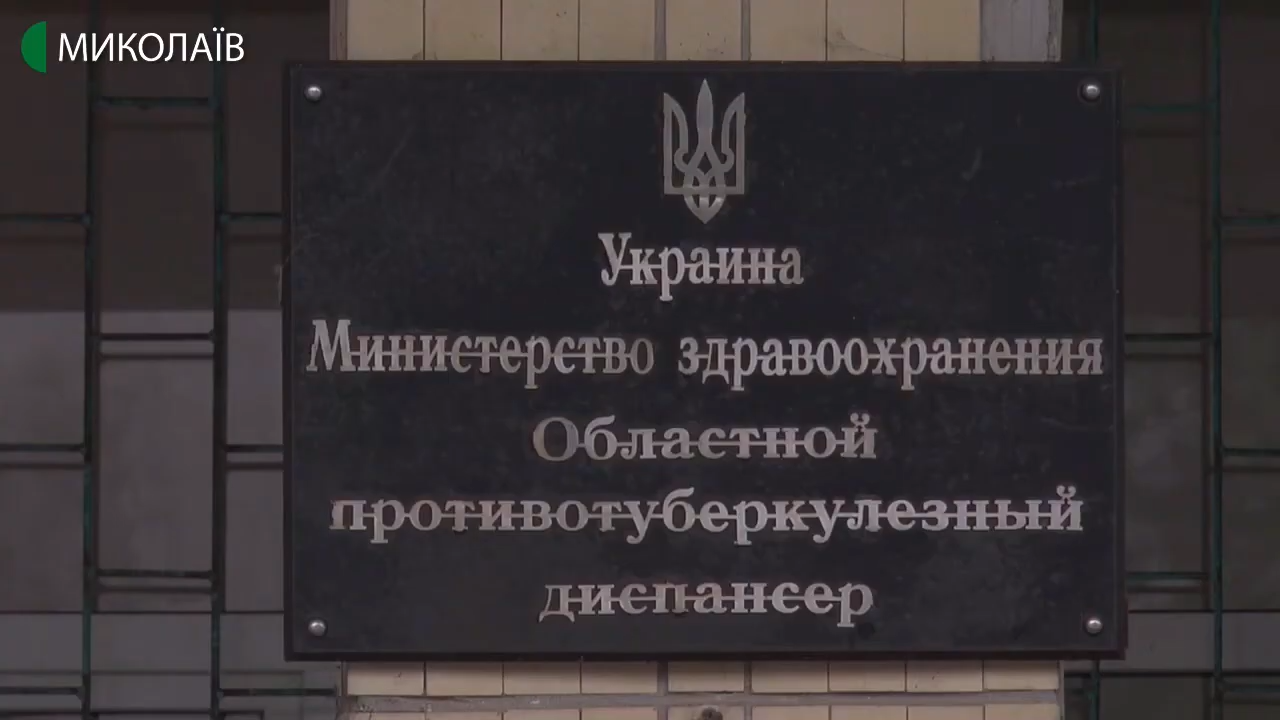 МИКОЛАЇВ
Украина
Министерство здравоохранения
Областной
противотуберкулезный
диспансер